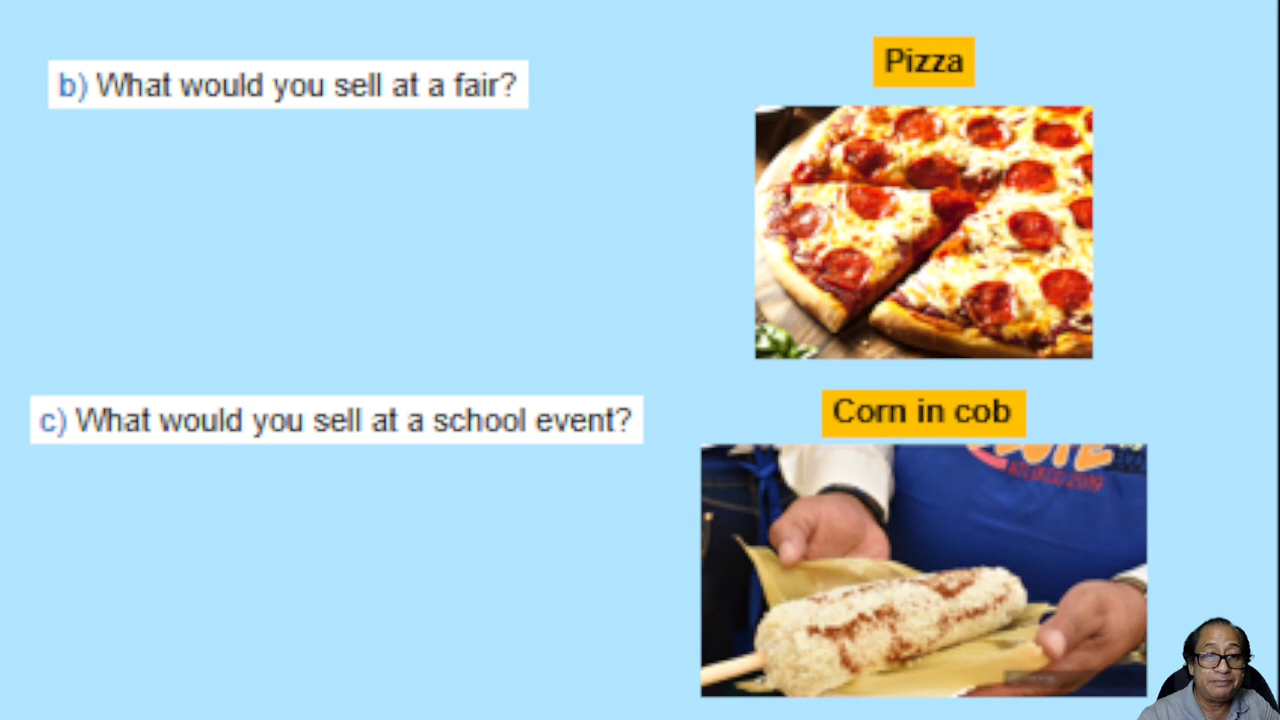 b) What would you sell at a fair?
Pizza
c) What would you sell at a school event?
Corn in cob